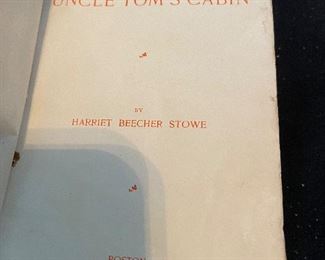 UNCLE TOM'S CABIN
BY
HARRIET BEECHER STOWE
BOSTON